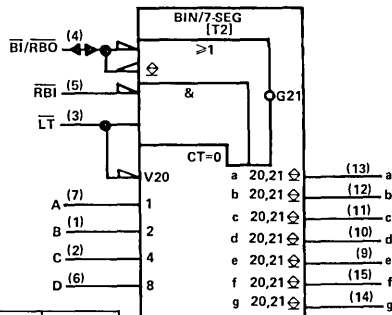 BIN/7-SEG
[T2]
BI/RBO (4) ≥1
RBI (5) & G21
LT (3)
CT=0
V20 a 20,21 (13) a
A (7) 1 b 20,21 (12) b
B (1) 2 c 20,21 (11) c
C (2) 4 d 20,21 (10) d
D (6) 8 e 20,21 (9) e
f 20,21 (15) f
g 20,21 (14) g